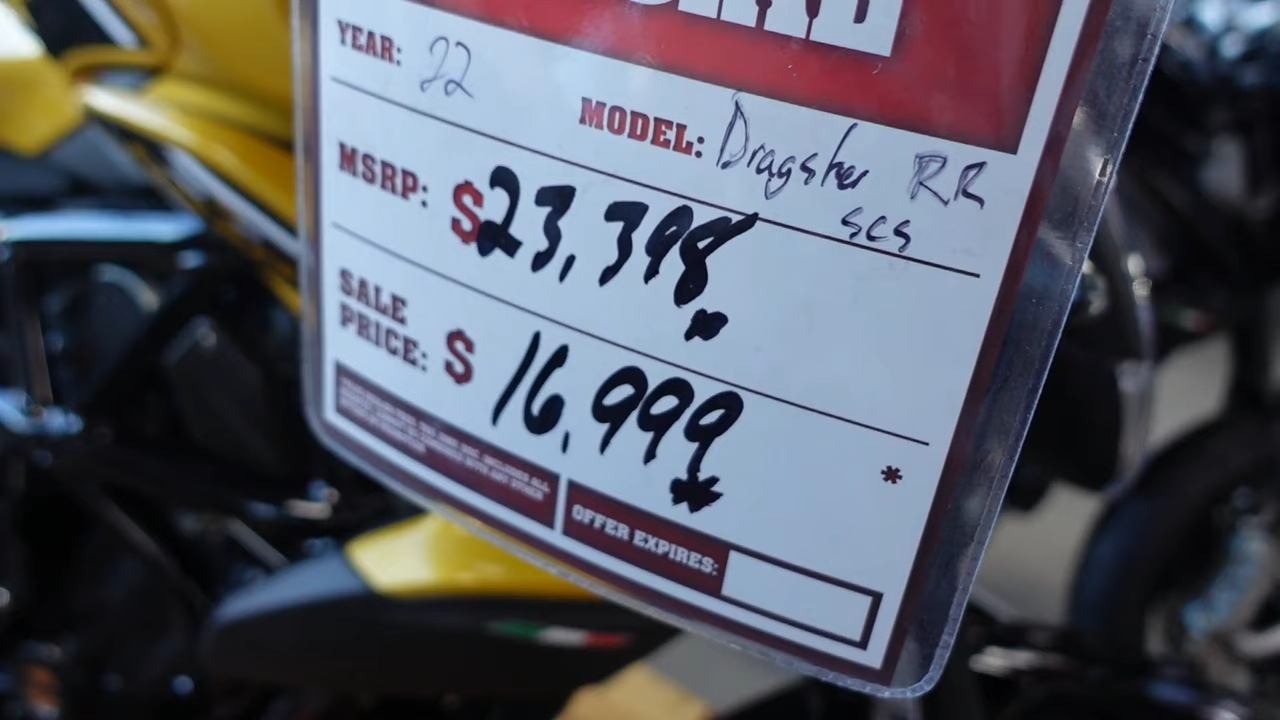 YEAR: 22
MODEL: Dragster RR
SCS
MSRP: $23,398.
SALE
PRICE: $ 16,999
*
OFFER EXPIRES: